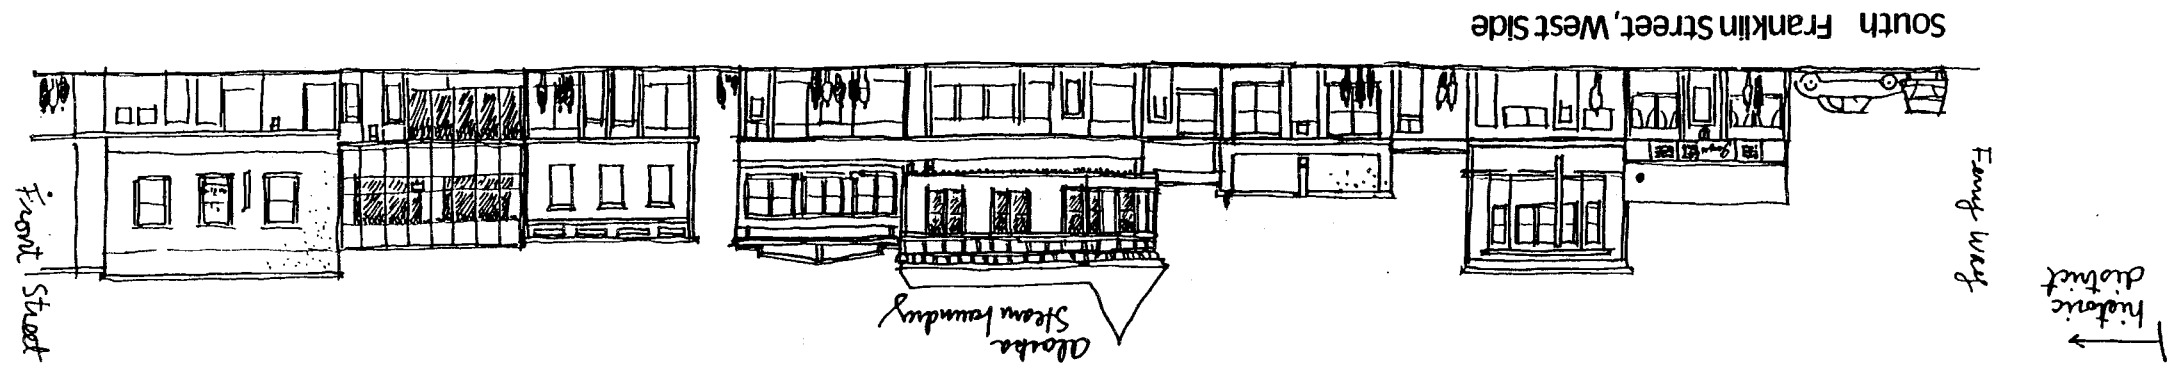 historic
district
Alaska
Steam Laundry
Ferry Way
Front Street
South Franklin Street, West Side